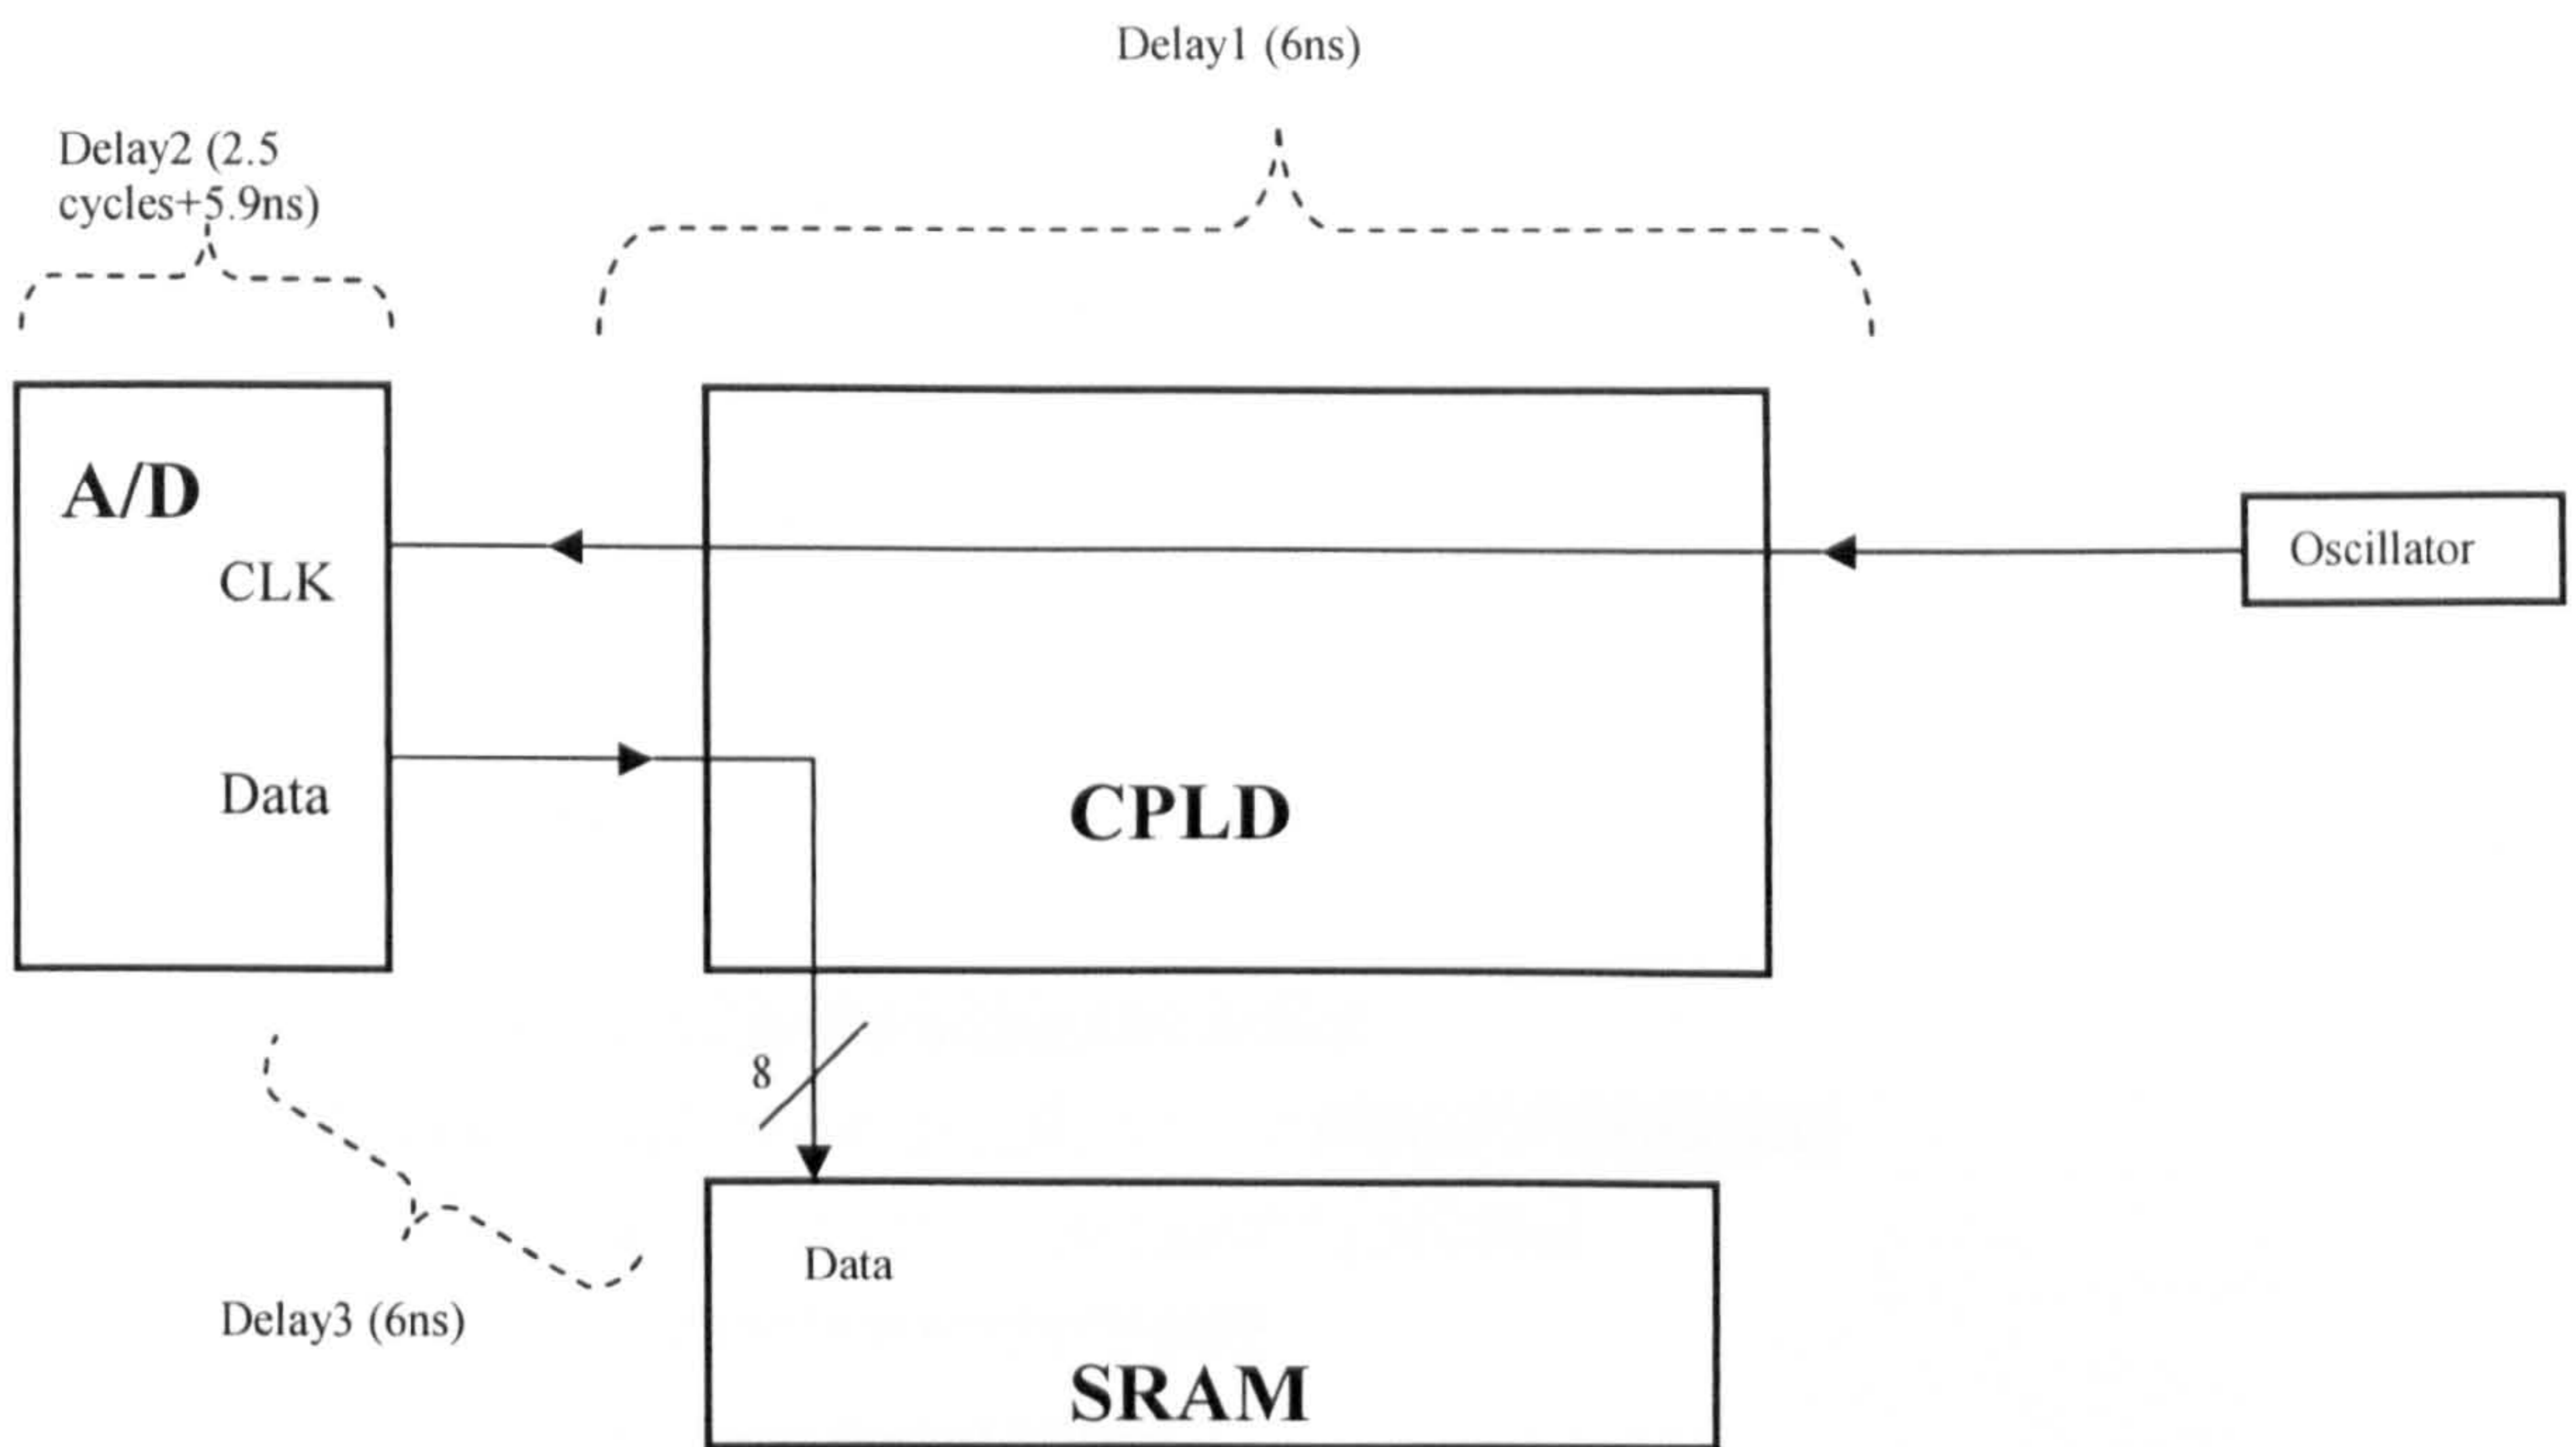 Delay1 (6ns)
Delay2 (2.5
cycles+5.9ns)
A/D
CLK
Oscillator
Data
CPLD
8
Data
Delay3 (6ns)
SRAM